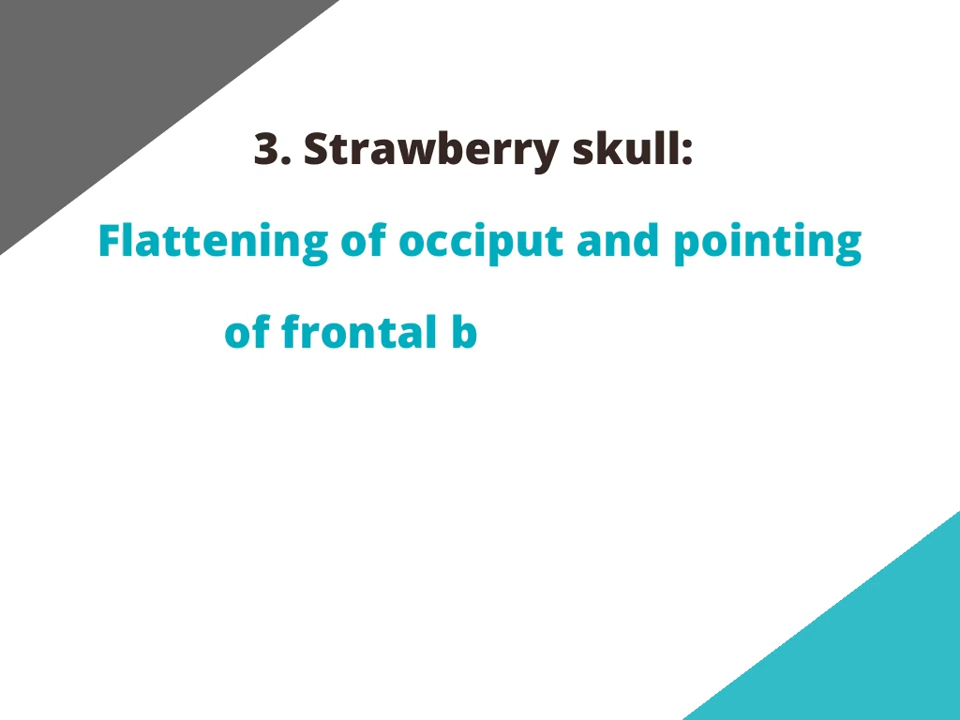 3. Strawberry skull:
Flattening of occiput and pointing
of frontal b